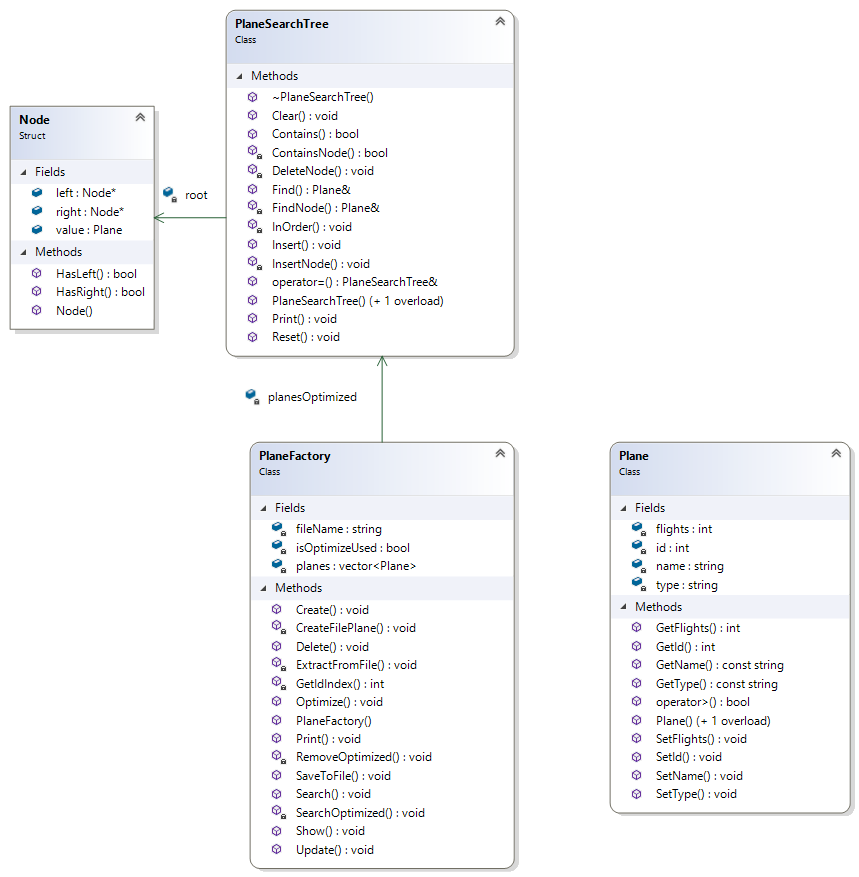 PlaneSearchTree
Class
Methods
~PlaneSearchTree()
Clear() : void
Contains() : bool
ContainsNode() : bool
DeleteNode() : void
Find() : Plane&
FindNode() : Plane&
InOrder() : void
Insert() : void
InsertNode() : void
operator=() : PlaneSearchTree&
PlaneSearchTree() (+ 1 overload)
Print() : void
Reset() : void
Node
Struct
Fields
left : Node*
right : Node*
value : Plane
Methods
HasLeft() : bool
HasRight() : bool
Node()
root
planesOptimized
PlaneFactory
Class
Fields
fileName : string
isOptimizeUsed : bool
planes : vector<Plane>
Methods
Create() : void
CreateFilePlane() : void
Delete() : void
ExtractFromFile() : void
GetIdIndex() : int
Optimize() : void
PlaneFactory()
Print() : void
RemoveOptimized() : void
SaveToFile() : void
Search() : void
SearchOptimized() : void
Show() : void
Update() : void
Plane
Class
Fields
flights : int
id : int
name : string
type : string
Methods
GetFlights() : int
GetId() : int
GetName() : const string
GetType() : const string
operator>() : bool
Plane() (+ 1 overload)
SetFlights() : void
SetId() : void
SetName() : void
SetType() : void